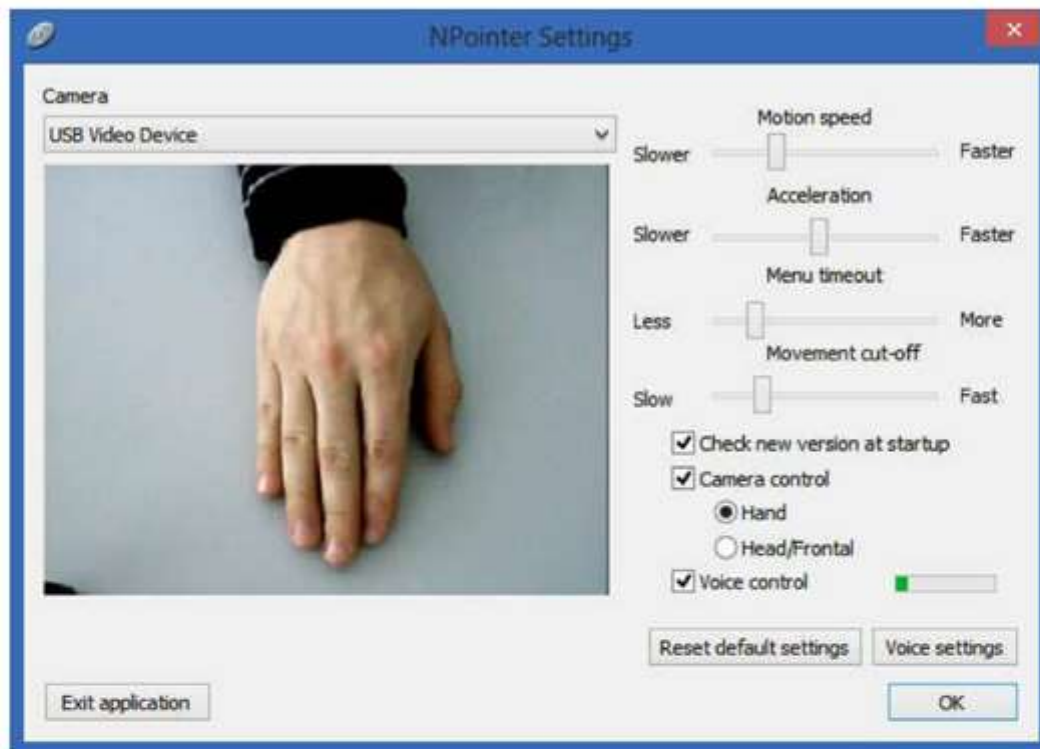 NPointer Settings
Camera
USB Video Device
Motion speed
Slower Faster
Acceleration
Slower Faster
Menu timeout
Less More
Movement cut-off
Slow Fast
Check new version at startup
Camera control
Hand
Head/Frontal
Voice control
Reset default settings Voice settings
Exit application OK